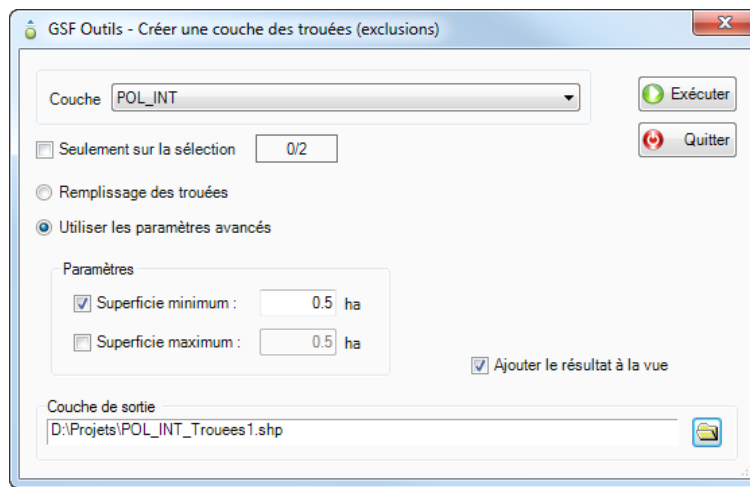 GSF Outils - Créer une couche des trouées (exclusions)
Couche POL_INT
Exécuter
Seulement sur la sélection 0/2
Quitter
Remplissage des trouées
Utiliser les paramètres avancés
Paramètres
Superficie minimum : 0.5 ha
Superficie maximum : 0.5 ha
Ajouter le résultat à la vue
Couche de sortie
D:\Projets\POL_INT_Trouees1.shp